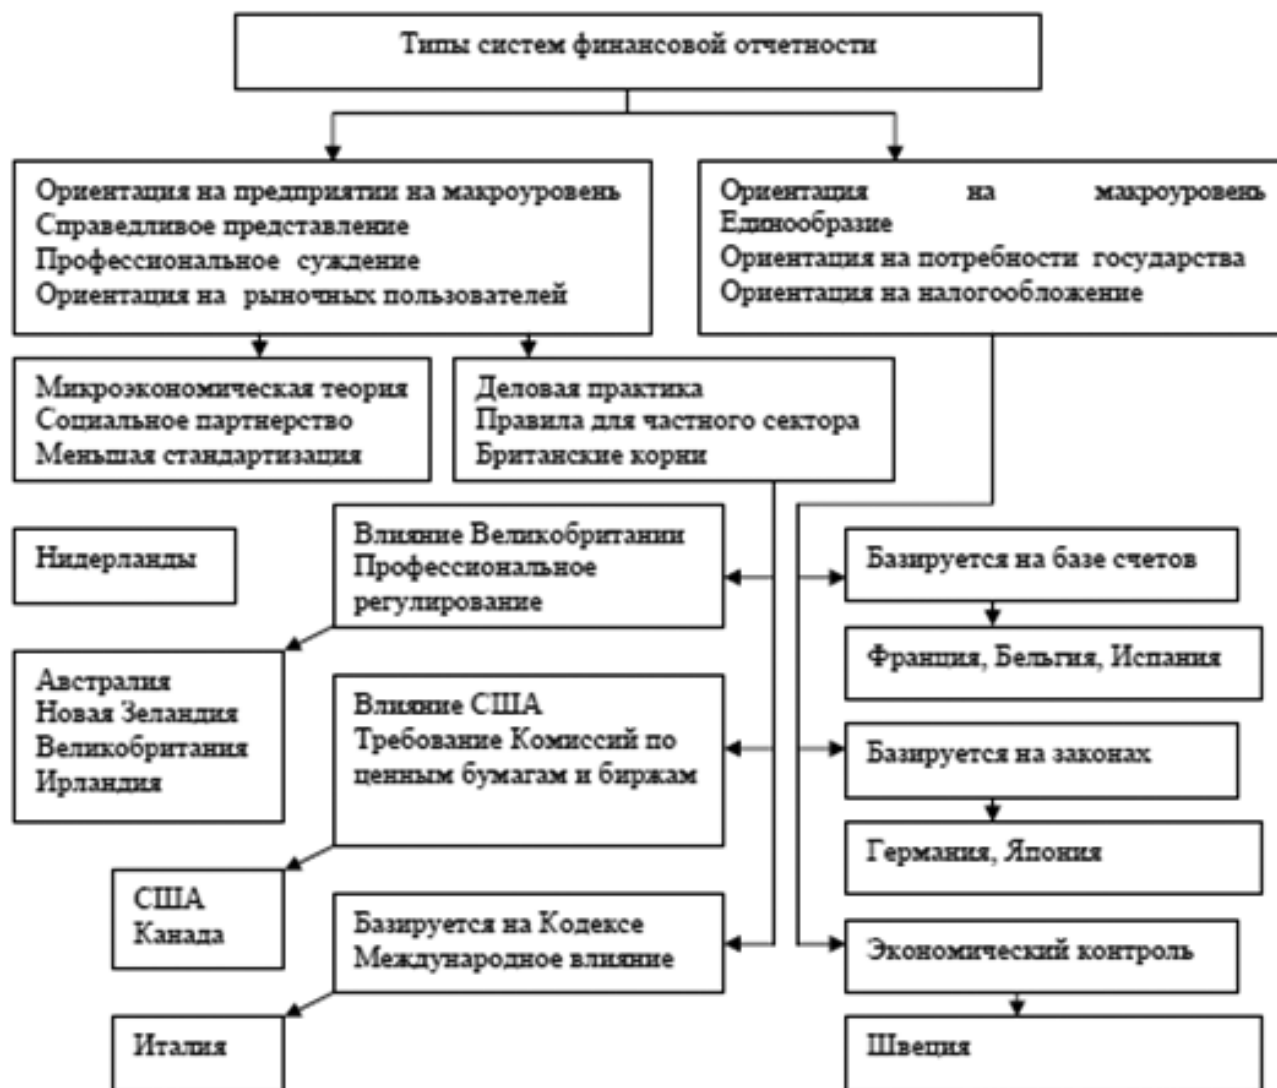 Типы систем финансовой отчетности
Ориентация на предприятии на макроуровень
Справедливое представление
Профессиональное суждение
Ориентация на рыночных пользователей
Ориентация на макроуровень
Единообразие
Ориентация на потребности государства
Ориентация на налогообложение
Микроэкономическая теория
Социальное партнерство
Меньшая стандартизация
Деловая практика
Правила для частного сектора
Британские корни
Нидерланды
Влияние Великобритании
Профессиональное
регулирование
Базируется на базе счетов
Франция, Бельгия, Испания
Австралия
Новая Зеландия
Великобритания
Ирландия
Влияние США
Требование Комиссий по
ценным бумагам и биржам
Базируется на законах
Германия, Япония
США
Канада
Базируется на Кодексе
Международное влияние
Экономический контроль
Италия
Швеция